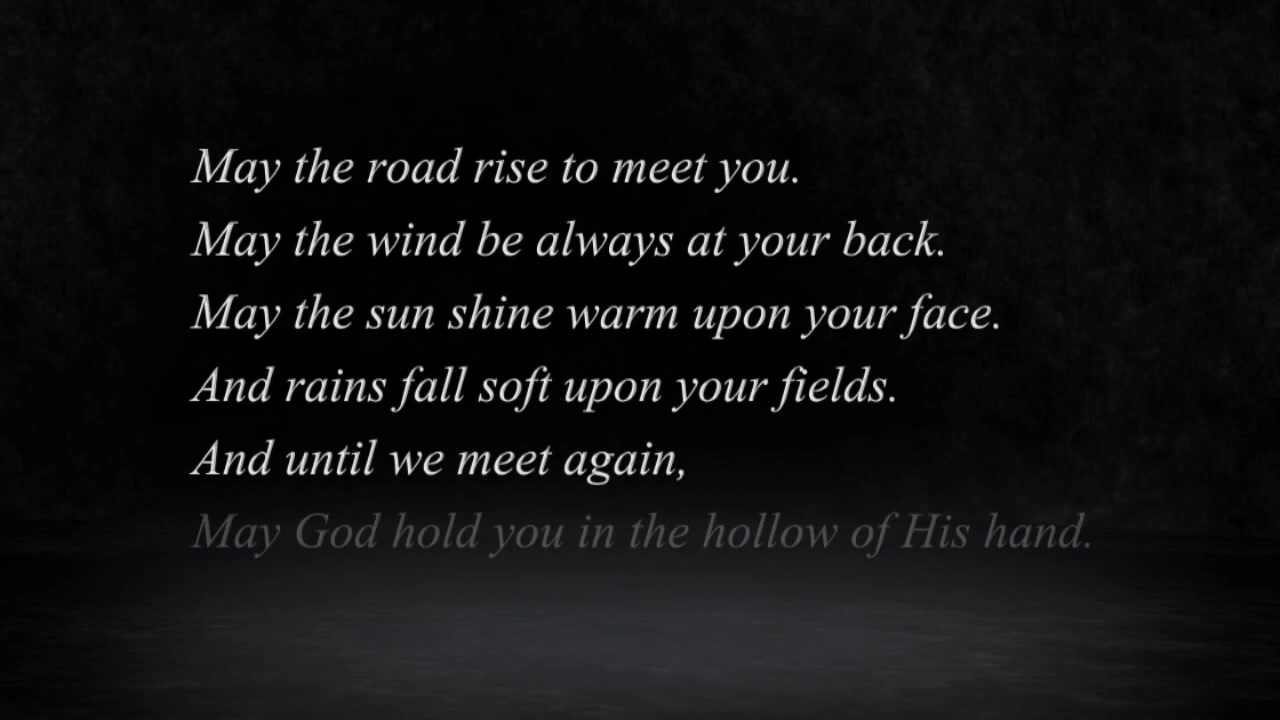 May the road rise to meet you.
May the wind be always at your back.
May the sun shine warm upon your face.
And rains fall soft upon your fields.
And until we meet again,
May God hold you in the hollow of His hand.